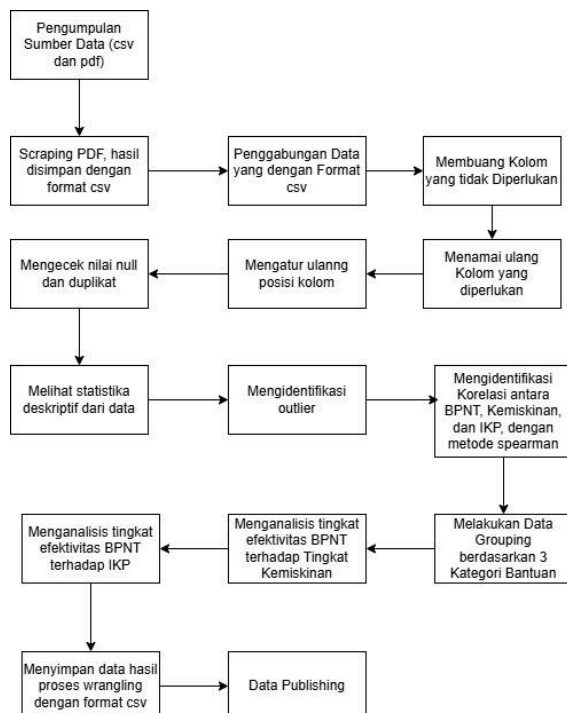 Pengumpulan
Sumber Data (csv
dan pdf)
Scraping PDF, hasil
disimpan dengan
format csv
Penggabungan Data
yang dengan Format
csv
Membuang Kolom
yang tidak Diperlukan
Mengecek nilai null
dan duplikat
Mengatur ulanng
posisi kolom
Menamai ulang
Kolom yang
diperlukan
Melihat statistika
deskriptif dari data
Mengidentifikasi
outlier
Mengidentifikasi
Korelasi antara
BPNT, Kemiskinan,
dan IKP, dengan
metode spearman
Menganalisis tingkat
efektivitas BPNT
terhadap IKP
Menganalisis tingkat
efektivitas BPNT
terhadap Tingkat
Kemiskinan
Melakukan Data
Grouping
berdasarkan 3
Kategori Bantuan
Menyimpan data hasil
proses wrangling
dengan format csv
Data Publishing